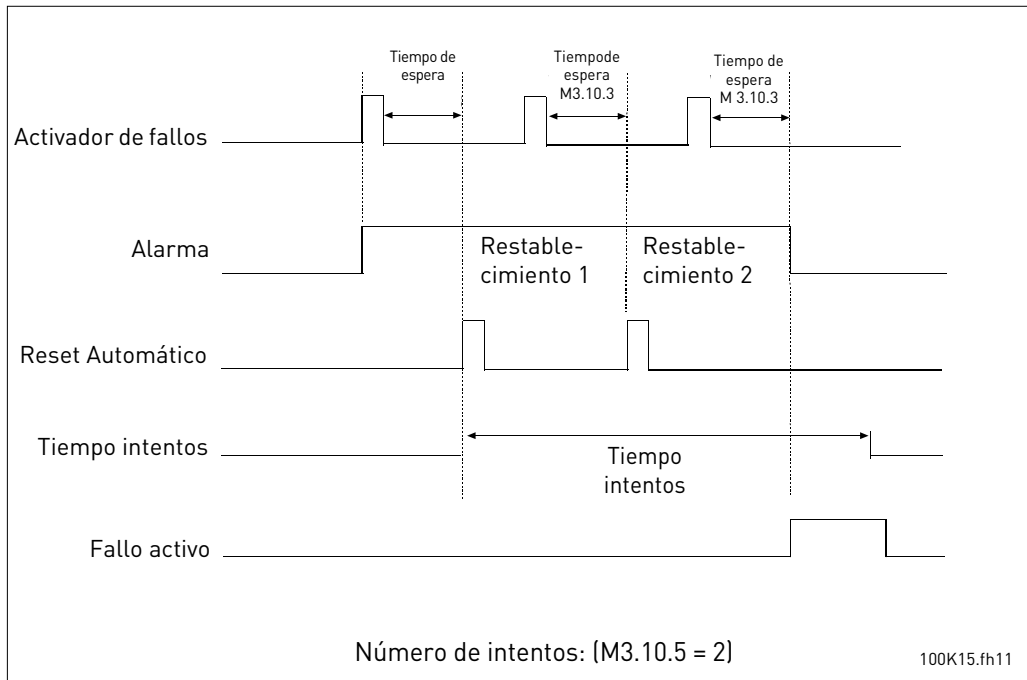 Tiempo de
espera
Tiempode
espera
M3.10.3
Tiempo de
espera
M 3.10.3
Activador de fallos
Alarma
Restable-
cimiento 1
Restable-
cimiento 2
Reset Automático
Tiempo intentos
Tiempo
intentos
Fallo activo
Número de intentos: (M3.10.5 = 2)
100K15.fh11